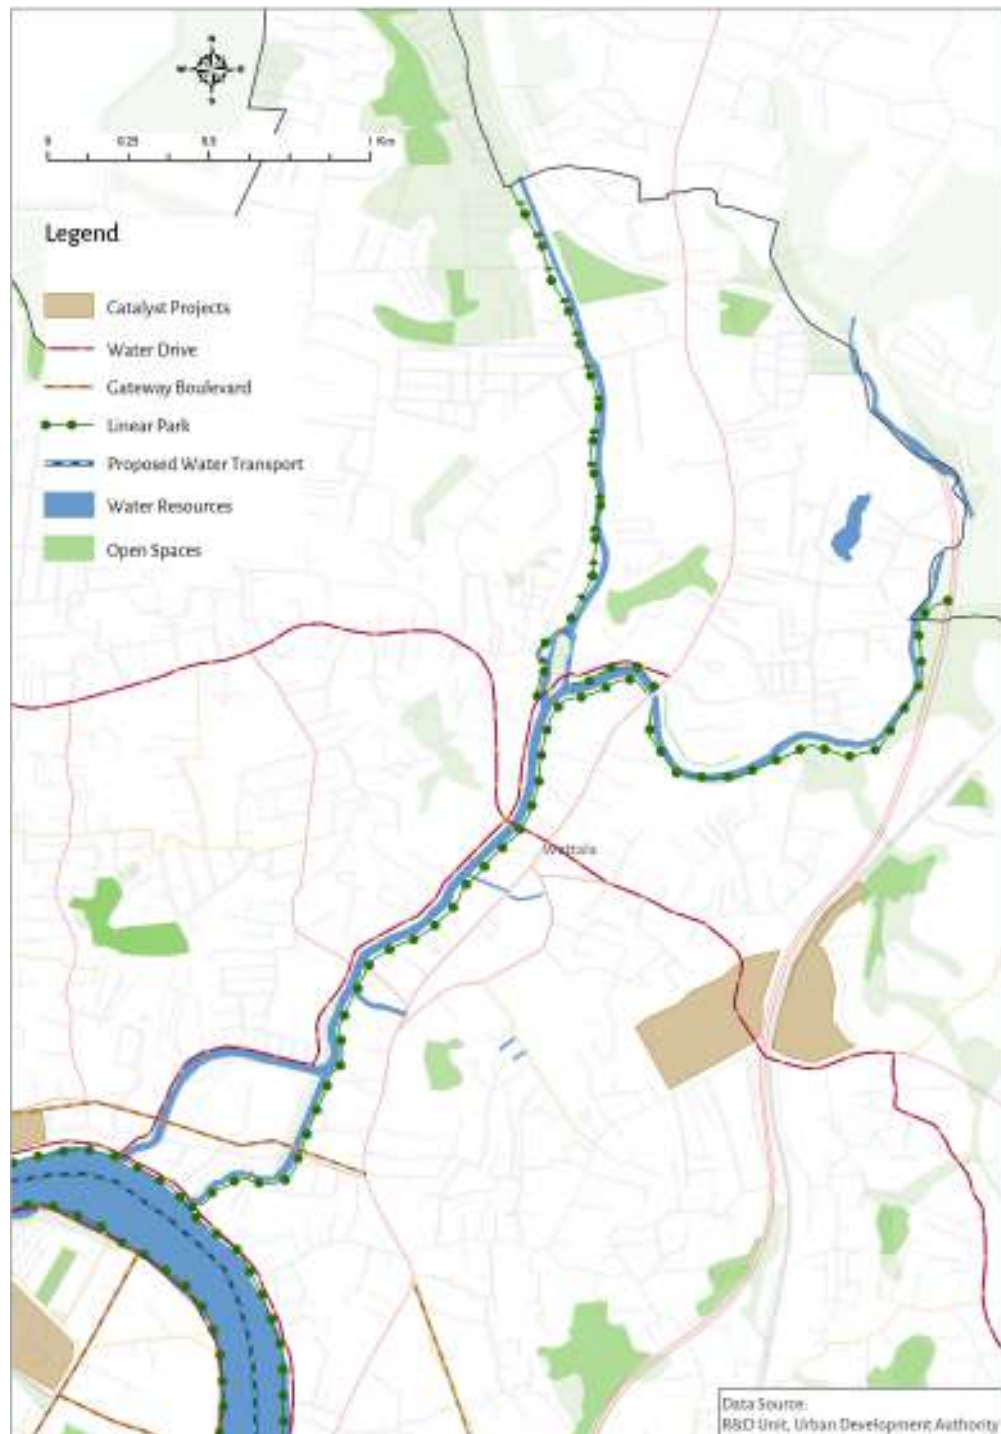 0 0.25 0.5 1 Km
Legend
Catalyst Projects
Water Drive
Gateway Boulevard
Linear Park
Proposed Water Transport
Water Resources
Open Spaces
Wattala
Data Source:
R&D Unit, Urban Development Authority